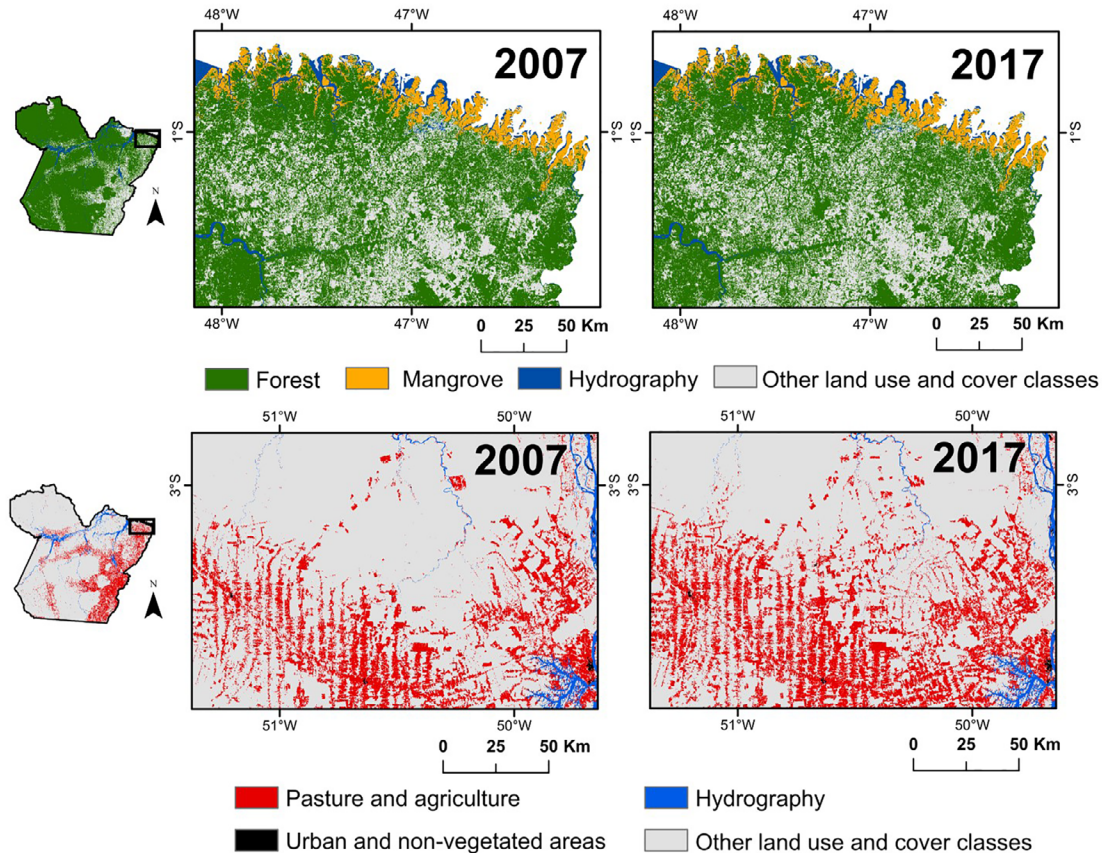 48°W 47°W 48°W 47°W
2007 2017
1°S 1°S 1°S
N
48°W 47°W 48°W 47°W
0 25 50 Km 0 25 50 Km
Forest Mangrove Hydrography Other land use and cover classes
51°W 50°W 51°W 50°W
2007 2017
3°S 3°S 3°S
N
51°W 50°W 51°W 50°W
0 25 50 Km 0 25 50 Km
Pasture and agriculture Hydrography
Urban and non-vegetated areas Other land use and cover classes